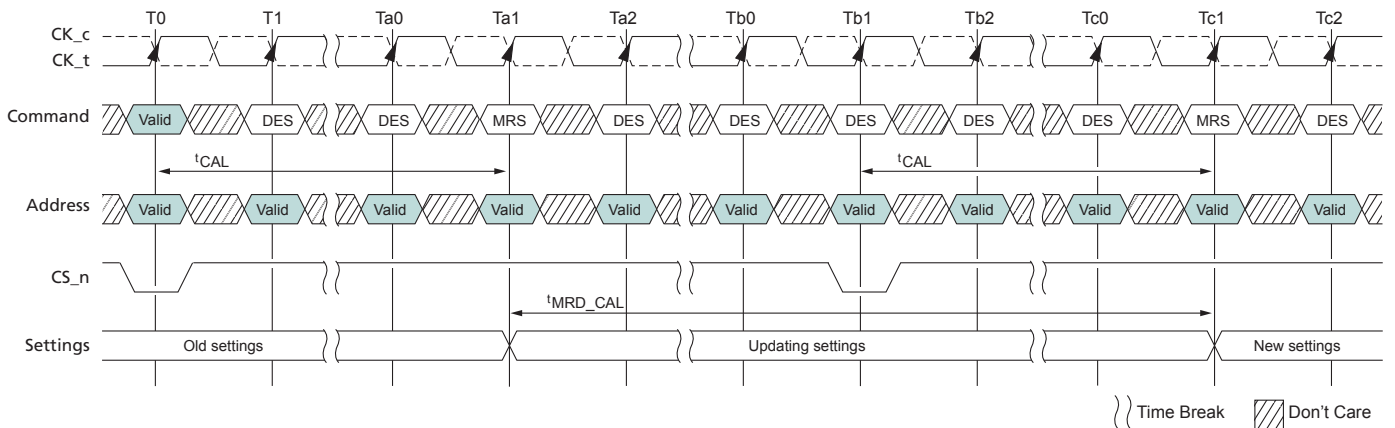 T0 T1 Ta0 Ta1 Ta2 Tb0 Tb1 Tb2 Tc0 Tc1 Tc2
CK_c
CK_t
Command Valid DES DES MRS DES DES DES DES DES MRS DES
tCAL tCAL
Address Valid Valid Valid Valid Valid Valid Valid Valid Valid Valid Valid
CS_n
tMRD_CAL
Settings Old settings Updating settings New settings
Time Break Don't Care